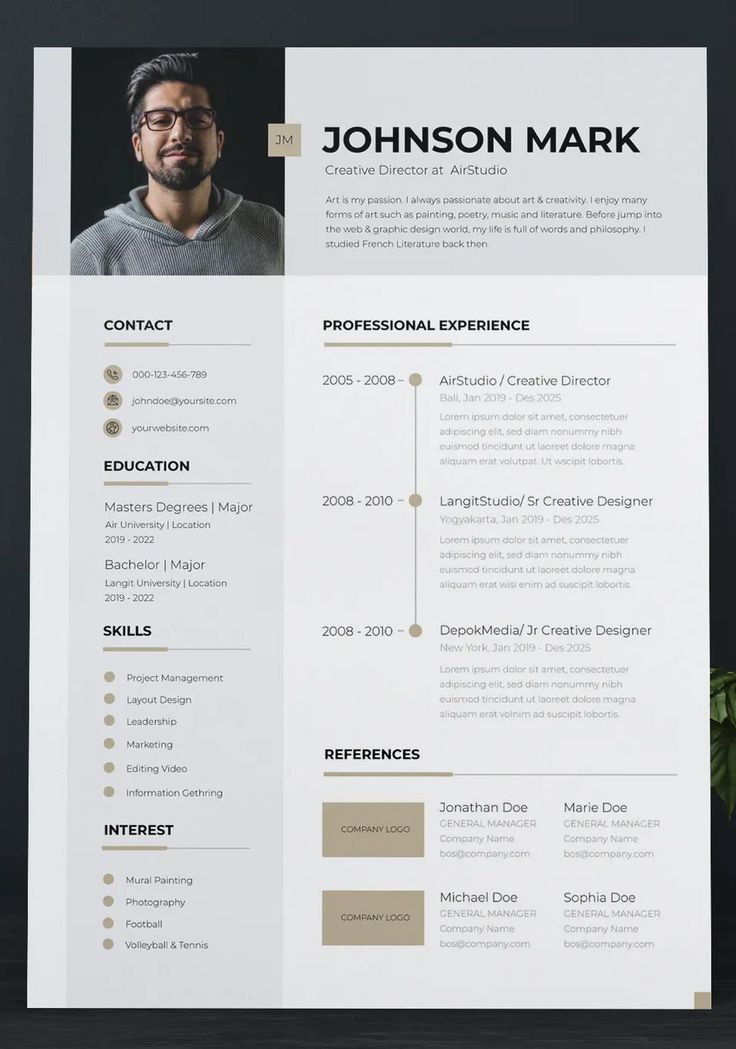 JM
JOHNSON MARK
Creative Director at AirStudio
Art is my passion. I always passionate about art & creativity. I enjoy many
forms of art such as painting, poetry, music and literature. Before jump into
the web & graphic design world, my life is full of words and philosophy. I
studied French Literature back then.
CONTACT
000-123-456-789
johndoe@yoursite.com
yourwebsite.com
EDUCATION
Masters Degrees | Major
Air University | Location
2019 - 2022
Bachelor | Major
Langit University | Location
2019 - 2022
SKILLS
Project Management
Layout Design
Leadership
Marketing
Editing Video
Information Gethring
INTEREST
Mural Painting
Photography
Football
Volleyball & Tennis
PROFESSIONAL EXPERIENCE
2005 - 2008 –
AirStudio / Creative Director
Bali, Jan 2019 - Des 2025
Lorem ipsum dolor sit amet, consectetuer
adipiscing elit, sed diam nonummy nibh
euismod tincidunt ut laoreet dolore magna
aliquam erat volutpat. Ut wscipit lobortis.
2008 - 2010 –
LangitStudio/ Sr Creative Designer
Yogyakarta, Jan 2019 - Des 2025
Lorem ipsum dolor sit amet, consectetuer
adipiscing elit, sed diam nonummy nibh
euismod tincidunt ut laoreet dolore magna
aliquam erat wisi enim ad suscipit lobortis.
2008 - 2010 –
DepokMedia/ Jr Creative Designer
New York, Jan 2019 - Des 2025
Lorem ipsum dolor sit amet, consectetuer
adipiscing elit, sed diam nonummy nibh
euismod tincidunt ut laoreet dolore magna
aliquam erat volnim ad suscipit lobortis.
REFERENCES
COMPANY LOGO
Jonathan Doe
GENERAL MANAGER
Company Name
bos@company.com
Marie Doe
GENERAL MANAGER
Company Name
bos@company.com
COMPANY LOGO
Michael Doe
GENERAL MANAGER
Company Name
bos@company.com
Sophia Doe
GENERAL MANAGER
Company Name
bos@company.com